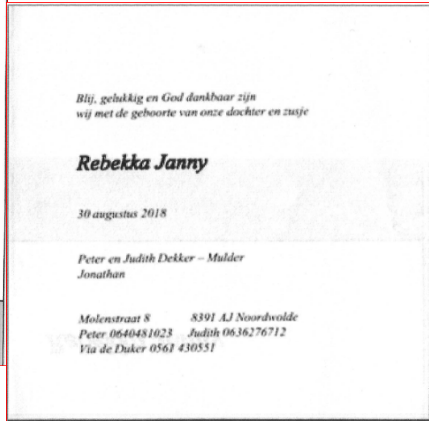 Blij, gelukkig en God dankbaar zijn
wij met de geboorte van onze dochter en zusje
Rebekka Janny
30 augustus 2018
Peter en Judith Dekker – Mulder
Jonathan
Molenstraat 8 8391 AJ Noordwolde
Peter 0640481023 Judith 0636276712
Via de Duker 0561 430551